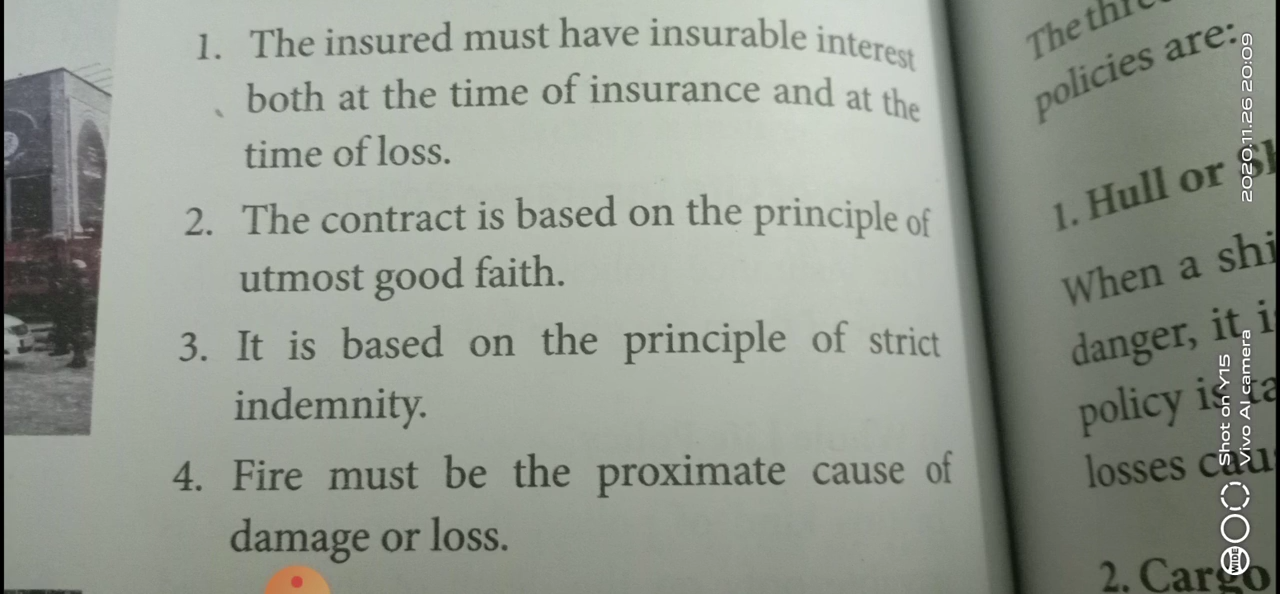 1. The insured must have insurable interest
both at the time of insurance and at the
time of loss.
2. The contract is based on the principle of
utmost good faith.
3. It is based on the principle of strict
indemnity.
4. Fire must be the proximate cause of
damage or loss.
policies are:
1. Hull or
When a
danger, it
policy is
losses
2. Cargo
2020.11.26 20:09
Shot on Y15
Vivo AI camera
WIDE